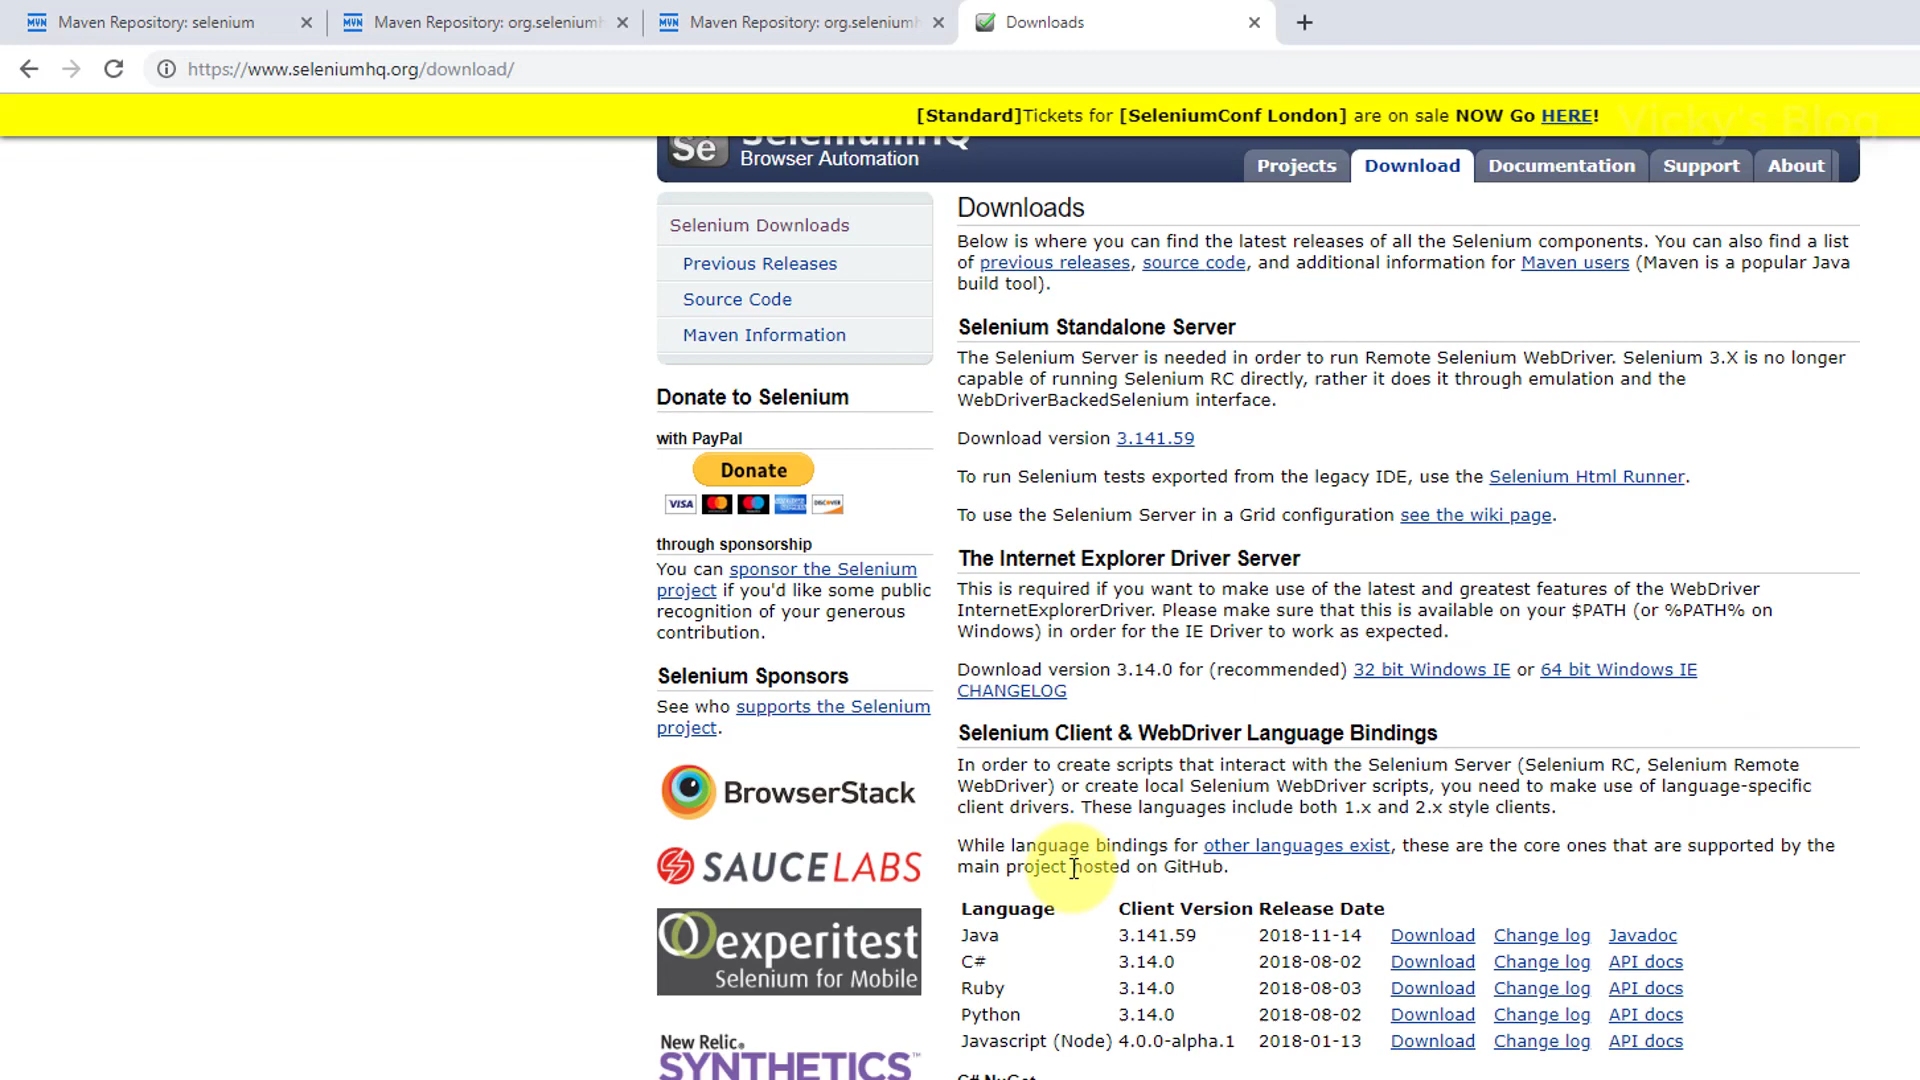 Maven Repository: selenium
Maven Repository: org.seleniumh
Maven Repository: org.seleniumh
Downloads
https://www.seleniumhq.org/download/
[Standard]Tickets for [SeleniumConf London] are on sale NOW Go HERE!
Vicky's Blog
Se
SeleniumHQ
Browser Automation
Projects
Download
Documentation
Support
About
Selenium Downloads
Previous Releases
Source Code
Maven Information
Donate to Selenium
with PayPal
Donate
VISA
DISCOVER
through sponsorship
You can sponsor the Selenium
project if you'd like some public
recognition of your generous
contribution.
Selenium Sponsors
See who supports the Selenium
project.
BrowserStack
SAUCELABS
experitest
Selenium for Mobile
New Relic®
SYNTHETICS™
Downloads
Below is where you can find the latest releases of all the Selenium components. You can also find a list
of previous releases, source code, and additional information for Maven users (Maven is a popular Java
build tool).
Selenium Standalone Server
The Selenium Server is needed in order to run Remote Selenium WebDriver. Selenium 3.X is no longer
capable of running Selenium RC directly, rather it does it through emulation and the
WebDriverBackedSelenium interface.
Download version 3.141.59
To run Selenium tests exported from the legacy IDE, use the Selenium Html Runner.
To use the Selenium Server in a Grid configuration see the wiki page.
The Internet Explorer Driver Server
This is required if you want to make use of the latest and greatest features of the WebDriver
InternetExplorerDriver. Please make sure that this is available on your $PATH (or %PATH% on
Windows) in order for the IE Driver to work as expected.
Download version 3.14.0 for (recommended) 32 bit Windows IE or 64 bit Windows IE
CHANGELOG
Selenium Client & WebDriver Language Bindings
In order to create scripts that interact with the Selenium Server (Selenium RC, Selenium Remote
WebDriver) or create local Selenium WebDriver scripts, you need to make use of language-specific
client drivers. These languages include both 1.x and 2.x style clients.
While language bindings for other languages exist, these are the core ones that are supported by the
main project hosted on GitHub.
Language Client Version Release Date
Java 3.141.59 2018-11-14 Download Change log Javadoc
C# 3.14.0 2018-08-02 Download Change log API docs
Ruby 3.14.0 2018-08-03 Download Change log API docs
Python 3.14.0 2018-08-02 Download Change log API docs
Javascript (Node) 4.0.0-alpha.1 2018-01-13 Download Change log API docs
C# NuGet